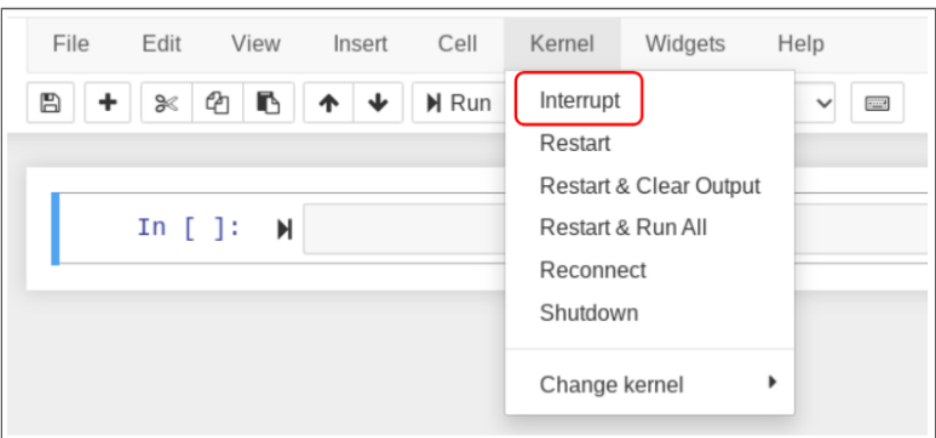 File Edit View Insert Cell Kernel Widgets Help
Run
Interrupt
Restart
Restart & Clear Output
Restart & Run All
Reconnect
Shutdown
Change kernel
In [ ]: